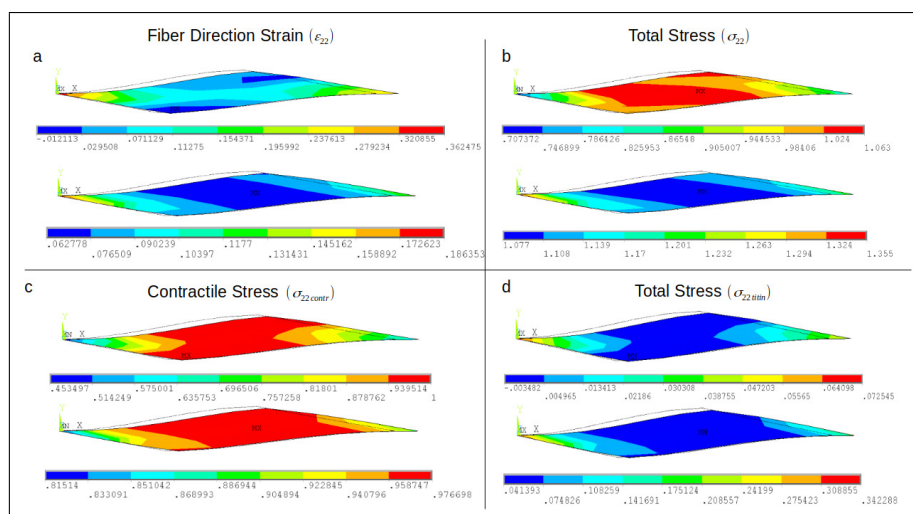 Fiber Direction Strain (ε22)
a
Y
X
-.012113 .071129 .154371 .237613 .320855
.029508 .11275 .195992 .279234 .362475
Y
X
.062778 .090239 .1177 .145162 .172623
.076509 .10397 .131431 .158892 .186353
Total Stress (σ22)
b
Y
X
MX
.707372 .786426 .86548 .944533 1.024
.746899 .825953 .905007 .98406 1.063
Y
X
1.077 1.139 1.201 1.263 1.324
1.108 1.17 1.232 1.294 1.355
Contractile Stress (σ22 contr)
c
Y
X
.453497 .575001 .696506 .81801 .939514
.514249 .635753 .757258 .878762 1
Y
X
.81514 .851042 .886944 .922845 .958747
.833091 .868993 .904894 .940796 .976698
Total Stress (σ22 titin)
d
Y
X
-.003482 .013413 .030308 .047203 .064098
.004965 .02186 .038755 .05565 .072545
Y
X
.041393 .108259 .175124 .24199 .308855
.074826 .141691 .208557 .275423 .342288